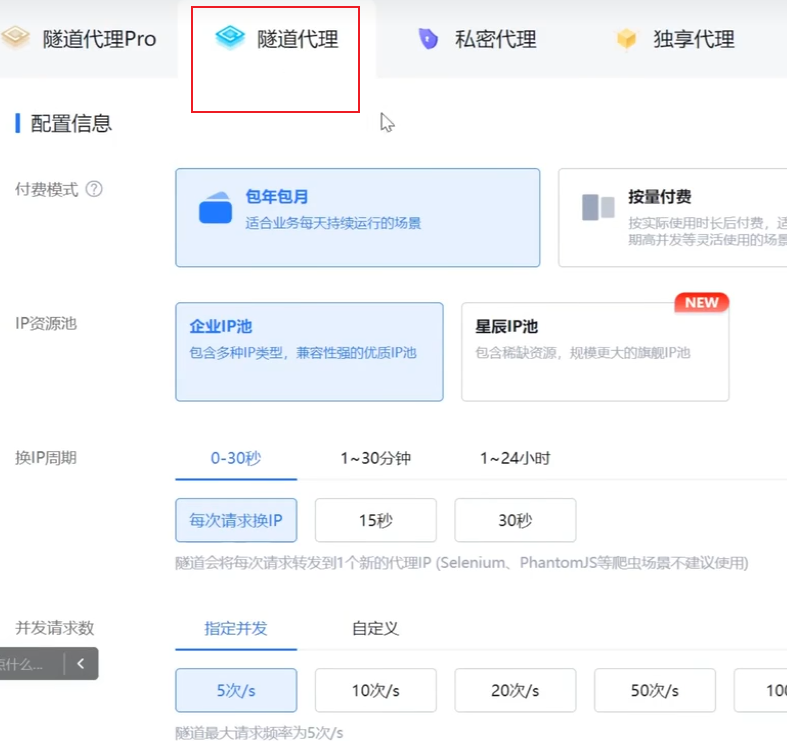 隧道代理Pro
隧道代理
私密代理
独享代理
配置信息
付费模式 ?
包年包月
适合业务每天持续运行的场景
按量付费
按实际使用时长后付费，适
期高并发等灵活使用的场景
IP资源池
企业IP池
包含多种IP类型，兼容性强的优质IP池
NEW
星辰IP池
包含稀缺资源，规模更大的旗舰IP池
换IP周期
0-30秒
1~30分钟
1~24小时
每次请求换IP
15秒
30秒
隧道会将每次请求转发到1个新的代理IP (Selenium、PhantomJS等爬虫场景不建议使用)
并发请求数
指定并发
自定义
什么...
5次/s
10次/s
20次/s
50次/s
100
隧道最大请求频率为5次/s